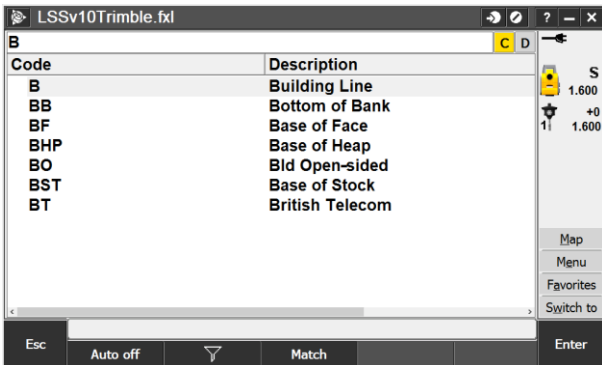 LSSv10Trimble.fxl ? – ×
B C D
Code Description
B Building Line
BB Bottom of Bank
BF Base of Face
BHP Base of Heap
BO Bld Open-sided
BST Base of Stock
BT British Telecom
S
1.600
+0
1 1.600
Map
Menu
Favorites
Switch to
Esc Auto off Match Enter